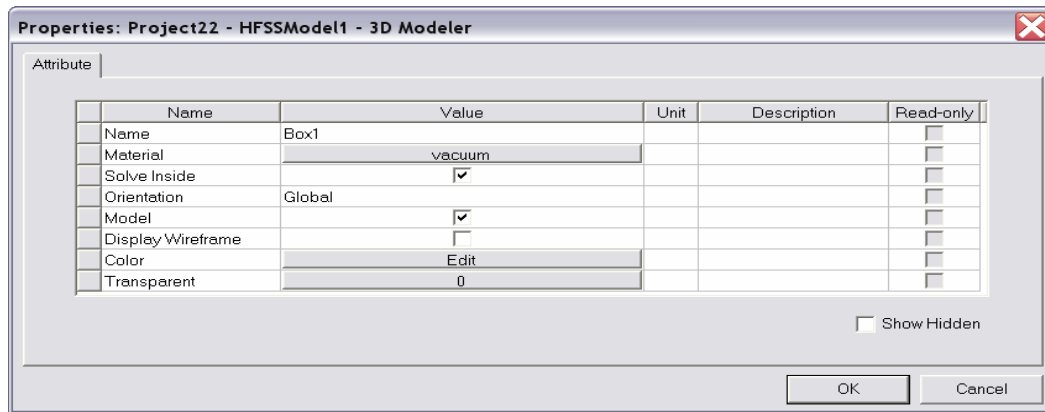 Properties: Project22 - HFSSModel1 - 3D Modeler
Attribute
Name Value Unit Description Read-only
Name Box1
Material vacuum
Solve Inside
Orientation Global
Model
Display Wireframe
Color Edit
Transparent 0
Show Hidden
OK Cancel